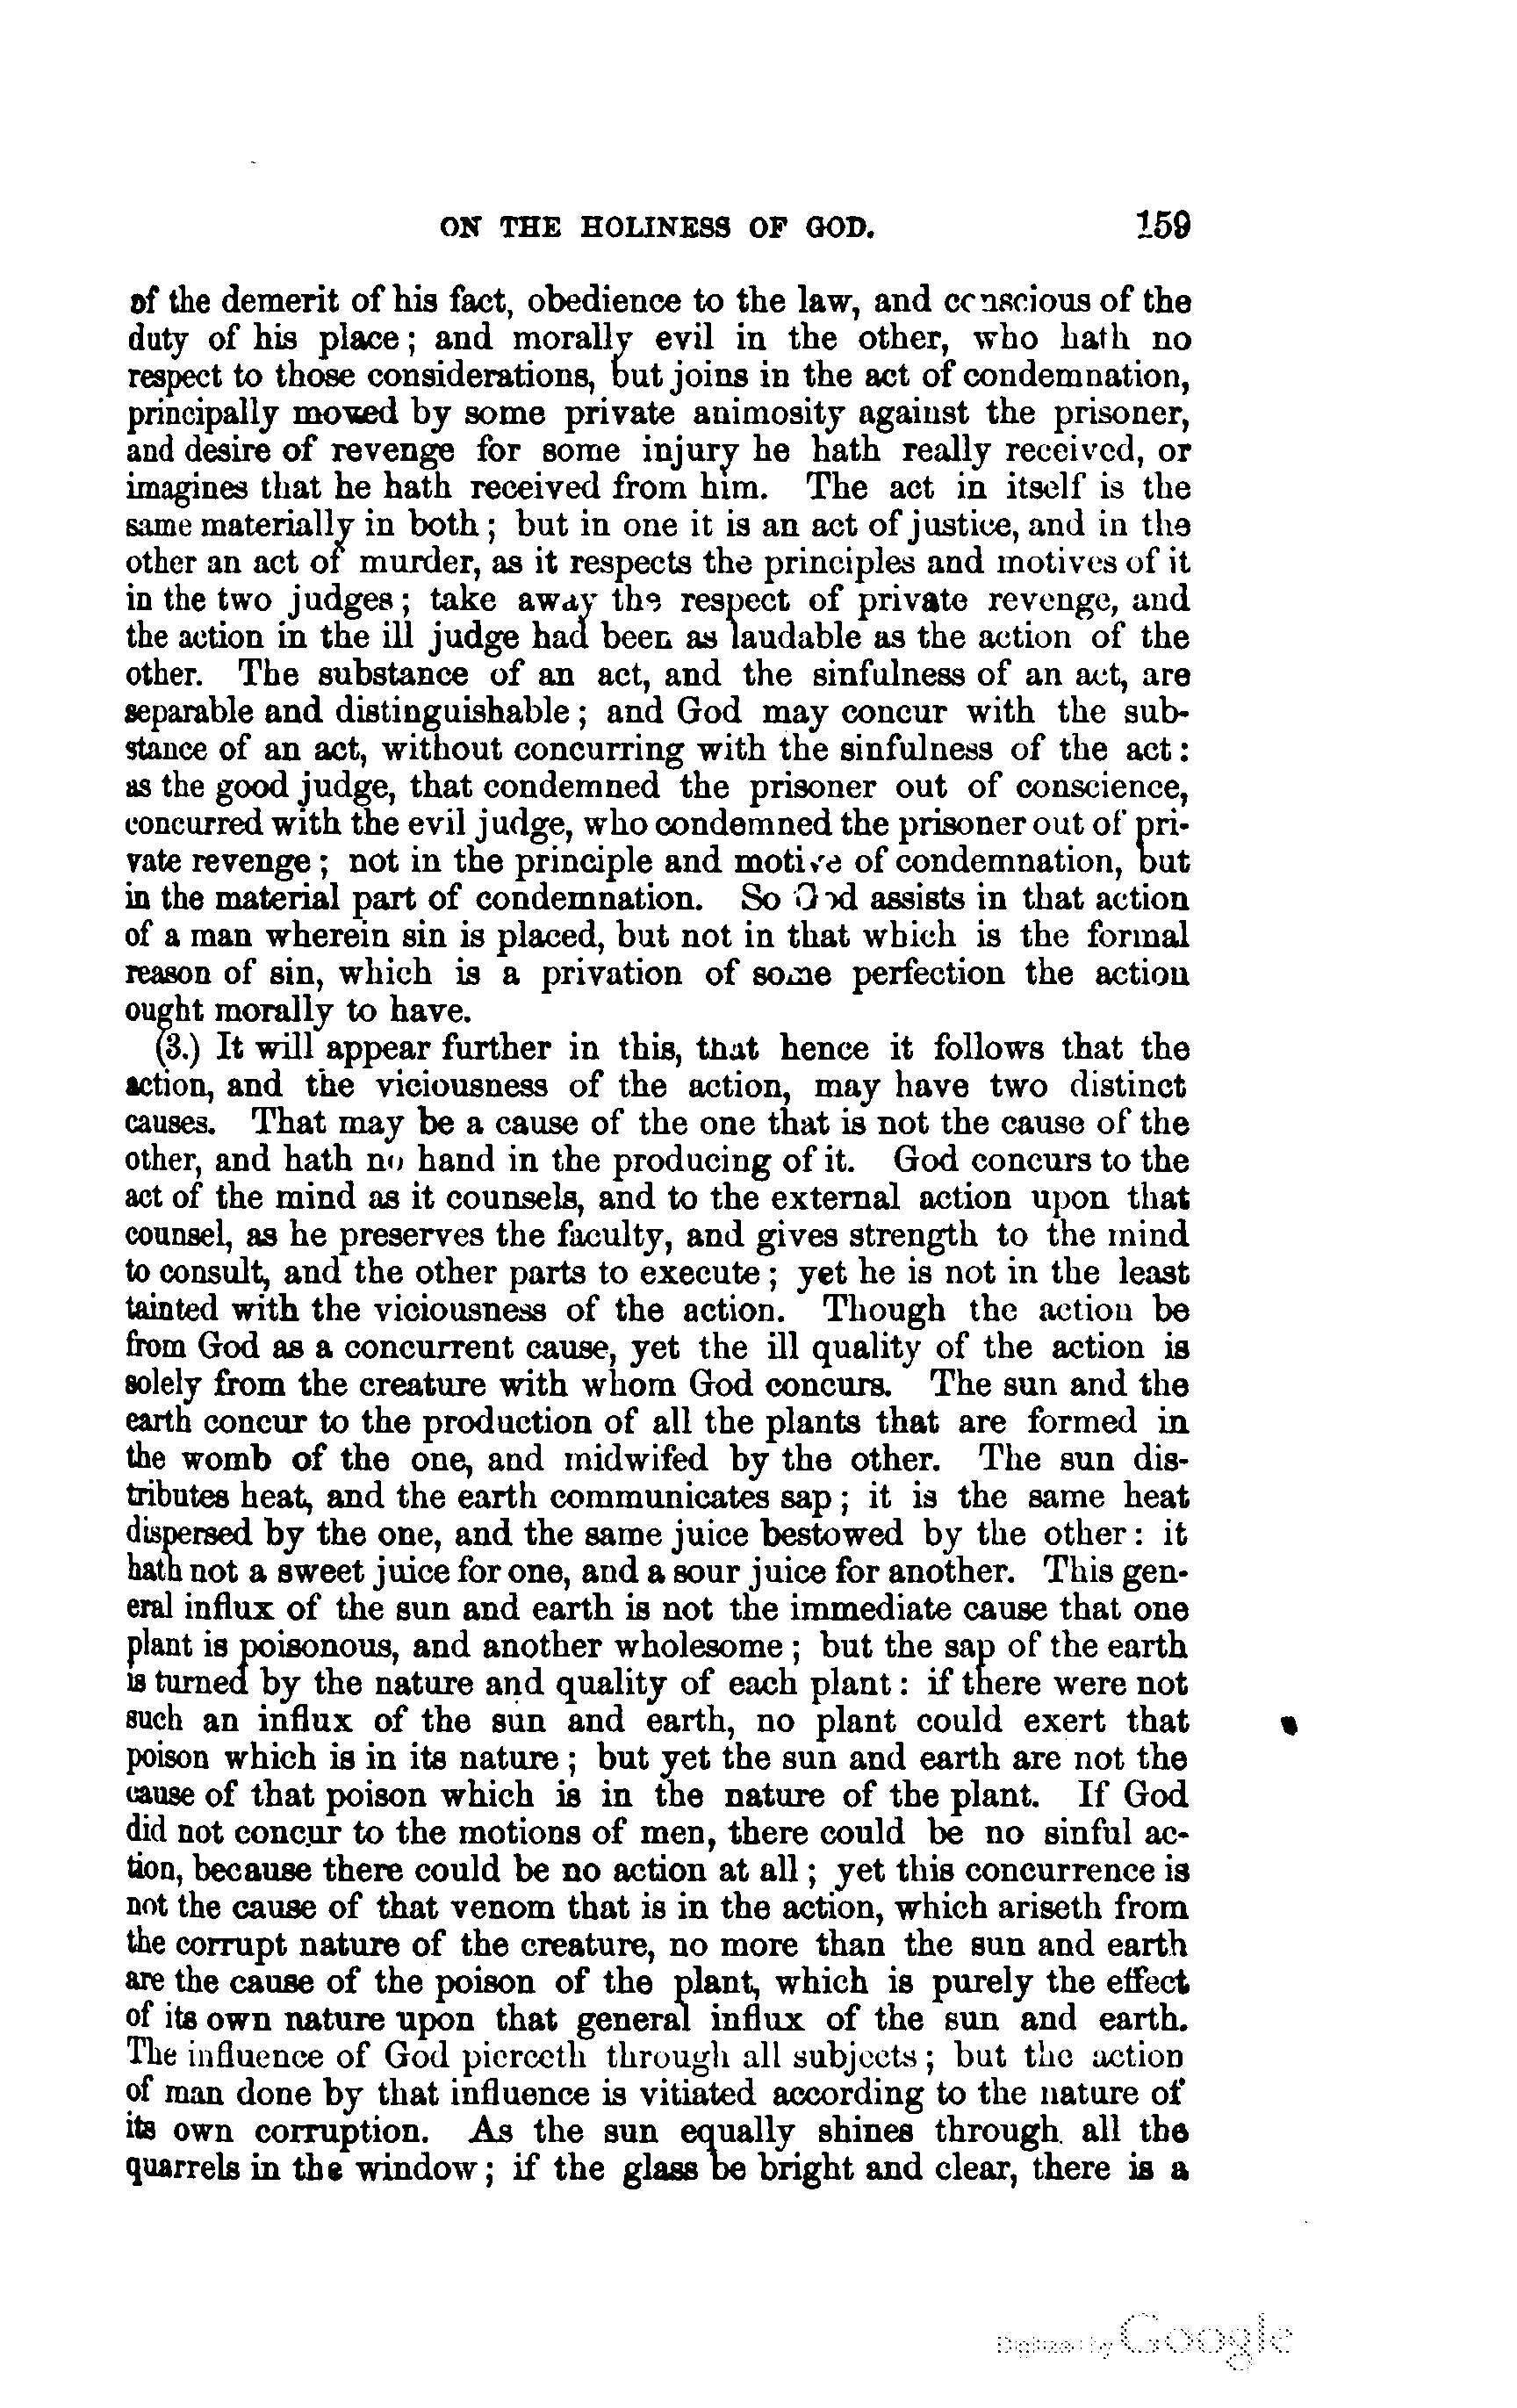 ON THE HOLINESS OF GOD. 159
of the demerit of his fact, obedience to the law, and conscious of the
duty of his place; and morally evil in the other, who hath no
respect to those considerations, but joins in the act of condemnation,
principally moved by some private animosity against the prisoner,
and desire of revenge for some injury he hath really received, or
imagines that he hath received from him. The act in itself is the
same materially in both; but in one it is an act of justice, and in the
other an act of murder, as it respects the principles and motives of it
in the two judges; take away the respect of private revenge, and
the action in the ill judge had been as laudable as the action of the
other. The substance of an act, and the sinfulness of an act, are
separable and distinguishable; and God may concur with the sub-
stance of an act, without concurring with the sinfulness of the act:
as the good judge, that condemned the prisoner out of conscience,
concurred with the evil judge, who condemned the prisoner out of pri-
vate revenge; not in the principle and motive of condemnation, but
in the material part of condemnation. So God assists in that action
of a man wherein sin is placed, but not in that which is the formal
reason of sin, which is a privation of some perfection the action
ought morally to have.
(3.) It will appear further in this, that hence it follows that the
action, and the viciousness of the action, may have two distinct
causes. That may be a cause of the one that is not the cause of the
other, and hath no hand in the producing of it. God concurs to the
act of the mind as it counsels, and to the external action upon that
counsel, as he preserves the faculty, and gives strength to the mind
to consult, and the other parts to execute; yet he is not in the least
tainted with the viciousness of the action. Though the action be
from God as a concurrent cause, yet the ill quality of the action is
solely from the creature with whom God concurs. The sun and the
earth concur to the production of all the plants that are formed in
the womb of the one, and midwifed by the other. The sun dis-
tributes heat, and the earth communicates sap; it is the same heat
dispersed by the one, and the same juice bestowed by the other: it
hath not a sweet juice for one, and a sour juice for another. This gen-
eral influx of the sun and earth is not the immediate cause that one
plant is poisonous, and another wholesome; but the sap of the earth
is turned by the nature and quality of each plant: if there were not
such an influx of the sun and earth, no plant could exert that
poison which is in its nature; but yet the sun and earth are not the
cause of that poison which is in the nature of the plant. If God
did not concur to the motions of men, there could be no sinful ac-
tion, because there could be no action at all; yet this concurrence is
not the cause of that venom that is in the action, which ariseth from
the corrupt nature of the creature, no more than the sun and earth
are the cause of the poison of the plant, which is purely the effect
of its own nature upon that general influx of the sun and earth.
The influence of God pierceth through all subjects; but the action
of man done by that influence is vitiated according to the nature of
its own corruption. As the sun equally shines through all the
quarrels in the window; if the glass be bright and clear, there is a
Digitized by Google